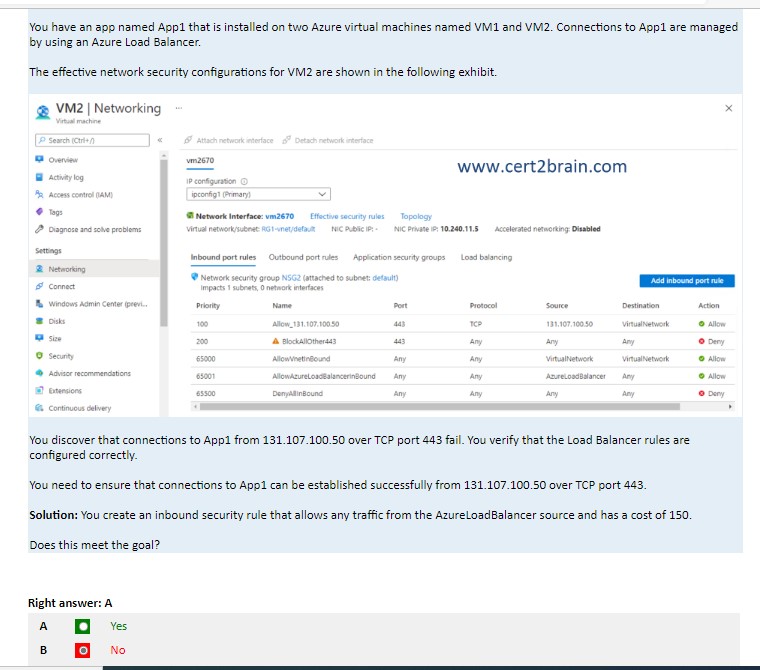 You have an app named App1 that is installed on two Azure virtual machines named VM1 and VM2. Connections to App1 are managed
by using an Azure Load Balancer.
The effective network security configurations for VM2 are shown in the following exhibit.
VM2 | Networking ...
Virtual machine
Search (Ctrl+/) «
Attach network interface Detach network interface
Overview
Activity log
Access control (IAM)
Tags
Diagnose and solve problems
Settings
Networking
Connect
Windows Admin Center (previ...
Disks
Size
Security
Advisor recommendations
Extensions
Continuous delivery
vm2670
www.cert2brain.com
IP configuration
ipconfig1 (Primary)
Network Interface: vm2670 Effective security rules Topology
Virtual network/subnet: RG1-vnet/default NIC Public IP: - NIC Private IP: 10.240.11.5 Accelerated networking: Disabled
Inbound port rules Outbound port rules Application security groups Load balancing
Network security group NSG2 (attached to subnet: default)
Impacts 1 subnets, 0 network interfaces
Add inbound port rule
Priority Name Port Protocol Source Destination Action
100 Allow_131.107.100.50 443 TCP 131.107.100.50 VirtualNetwork Allow
200 BlockAllOther443 443 Any Any Any Deny
65000 AllowVnetInBound Any Any VirtualNetwork VirtualNetwork Allow
65001 AllowAzureLoadBalancerInBound Any Any AzureLoadBalancer Any Allow
65500 DenyAllInBound Any Any Any Any Deny
You discover that connections to App1 from 131.107.100.50 over TCP port 443 fail. You verify that the Load Balancer rules are
configured correctly.
You need to ensure that connections to App1 can be established successfully from 131.107.100.50 over TCP port 443.
Solution: You create an inbound security rule that allows any traffic from the AzureLoadBalancer source and has a cost of 150.
Does this meet the goal?
Right answer: A
A Yes
B No